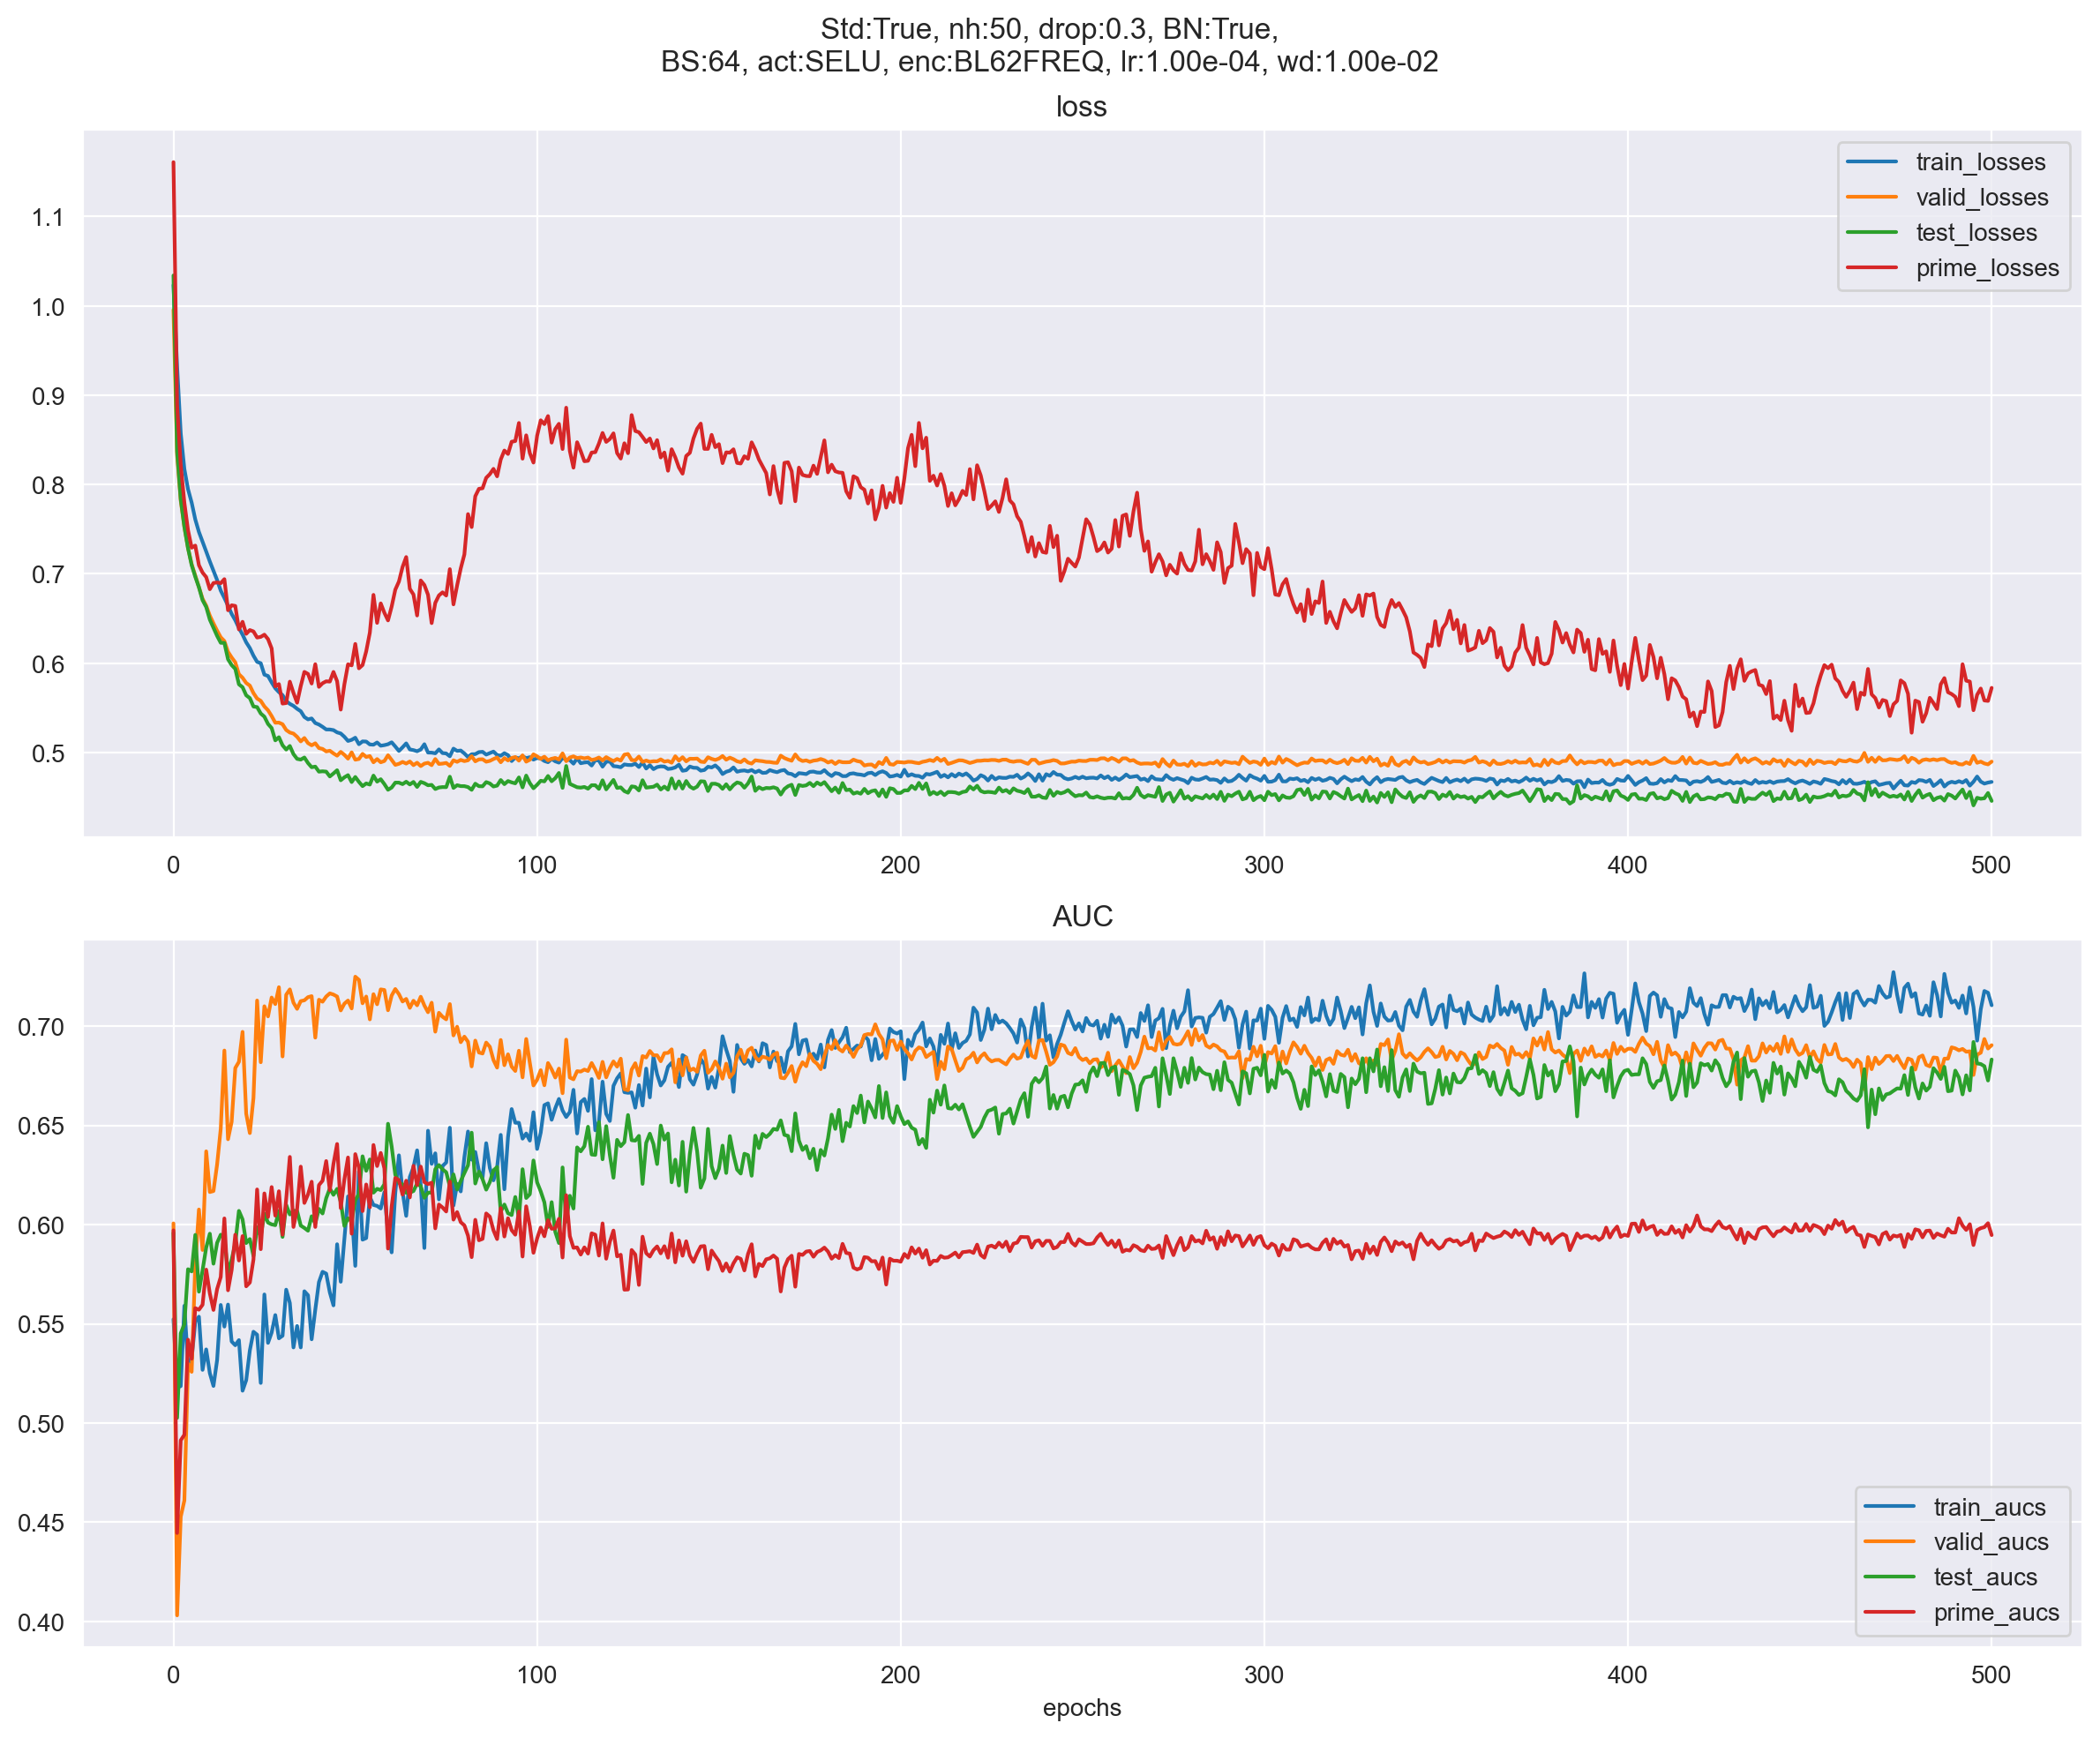 Std:True, nh:50, drop:0.3, BN:True,
BS:64, act:SELU, enc:BL62FREQ, lr:1.00e-04, wd:1.00e-02
loss
train_losses
valid_losses
test_losses
prime_losses
1.1
1.0
0.9
0.8
0.7
0.6
0.5
0 100 200 300 400 500
AUC
0.70
0.65
0.60
0.55
0.50
0.45
0.40
train_aucs
valid_aucs
test_aucs
prime_aucs
0 100 200 300 400 500
epochs